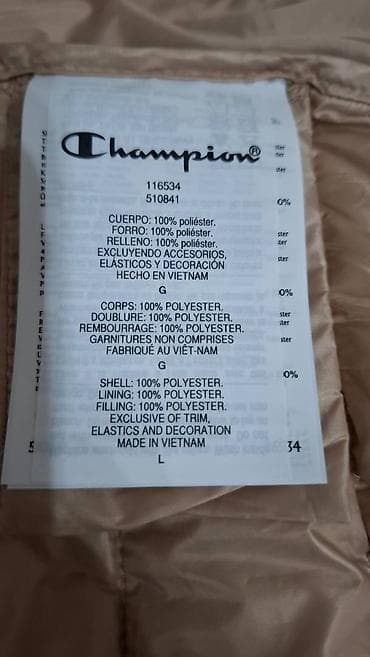 Champion®
116534
510841
CUERPO: 100% poliéster.
FORRO: 100% poliéster.
RELLENO: 100% poliéster.
EXCLUYENDO ACCESORIOS,
ELÁSTICOS Y DECORACIÓN
HECHO EN VIETNAM
G
CORPS: 100% POLYESTER.
DOUBLURE: 100% POLYESTER.
REMBOURRAGE: 100% POLYESTER.
GARNITURES NON COMPRISES
FABRIQUÉ AU VIÊT-NAM
G
SHELL: 100% POLYESTER.
LINING: 100% POLYESTER.
FILLING: 100% POLYESTER.
EXCLUSIVE OF TRIM,
ELASTICS AND DECORATION
MADE IN VIETNAM
L